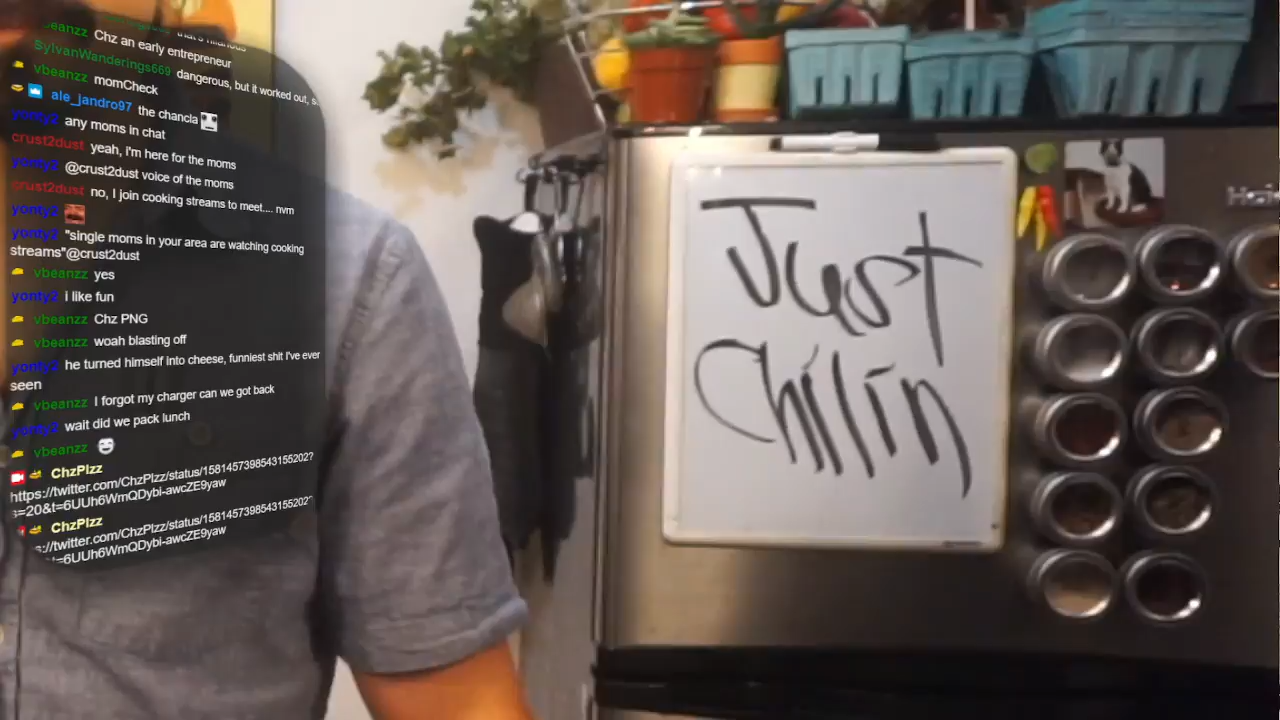 vbeanzz Chz an early entrepreneur
SylvanWanderings669 dangerous, but it worked out,
vbeanzz momCheck
ale_jandro97 the chancla
yonty2 any moms in chat
crust2dust yeah, I'm here for the moms
yonty2 @crust2dust voice of the moms
crust2dust no, I join cooking streams to meet.... nvm
yonty2
yonty2 "single moms in your area are watching cooking
streams"@crust2dust
vbeanzz yes
yonty2 i like fun
vbeanzz Chz PNG
vbeanzz woah blasting off
yonty2 he turned himself into cheese, funniest shit I've ever
seen
vbeanzz I forgot my charger can we got back
yonty2 wait did we pack lunch
vbeanzz
ChzPlzz
https://twitter.com/ChzPlzz/status/1581457398543155202?
s=20&t=6UUh6WmQDybl-awcZE9yaw
ChzPlzz
s://twitter.com/ChzPlzz/status/1581457398543155202?
t=6UUh6WmQDybl-awcZE9yaw
Just
Chillin